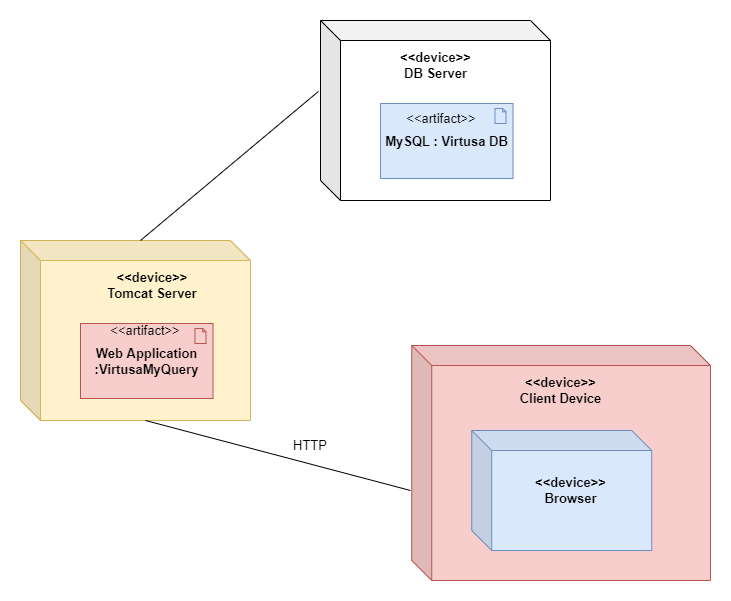 <<device>>
DB Server
<<artifact>>
MySQL : Virtusa DB
<<device>>
Tomcat Server
<<artifact>>
Web Application
:VirtusaMyQuery
HTTP
<<device>>
Client Device
<<device>>
Browser